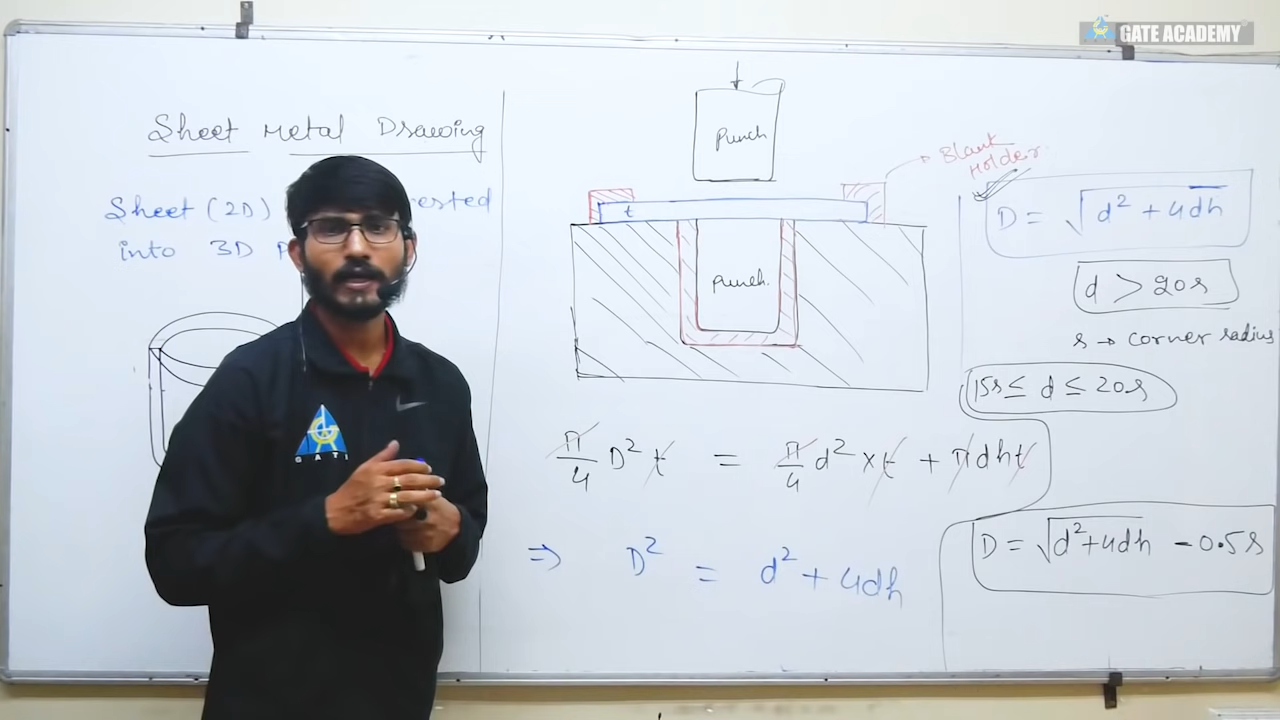 GATE ACADEMY
Sheet Metal Drawing
Sheet (2D)
into 3D
GATE
Punch
t
Punch.
Blank
Holder.
D = √d² + 4dh
d > 20r
r → corner radius
15r ≤ d ≤ 20r
π/4 D² t = π/4 d² × t + πdht
⇒ D² = d² + 4dh
D = √d² + 4dh - 0.5r